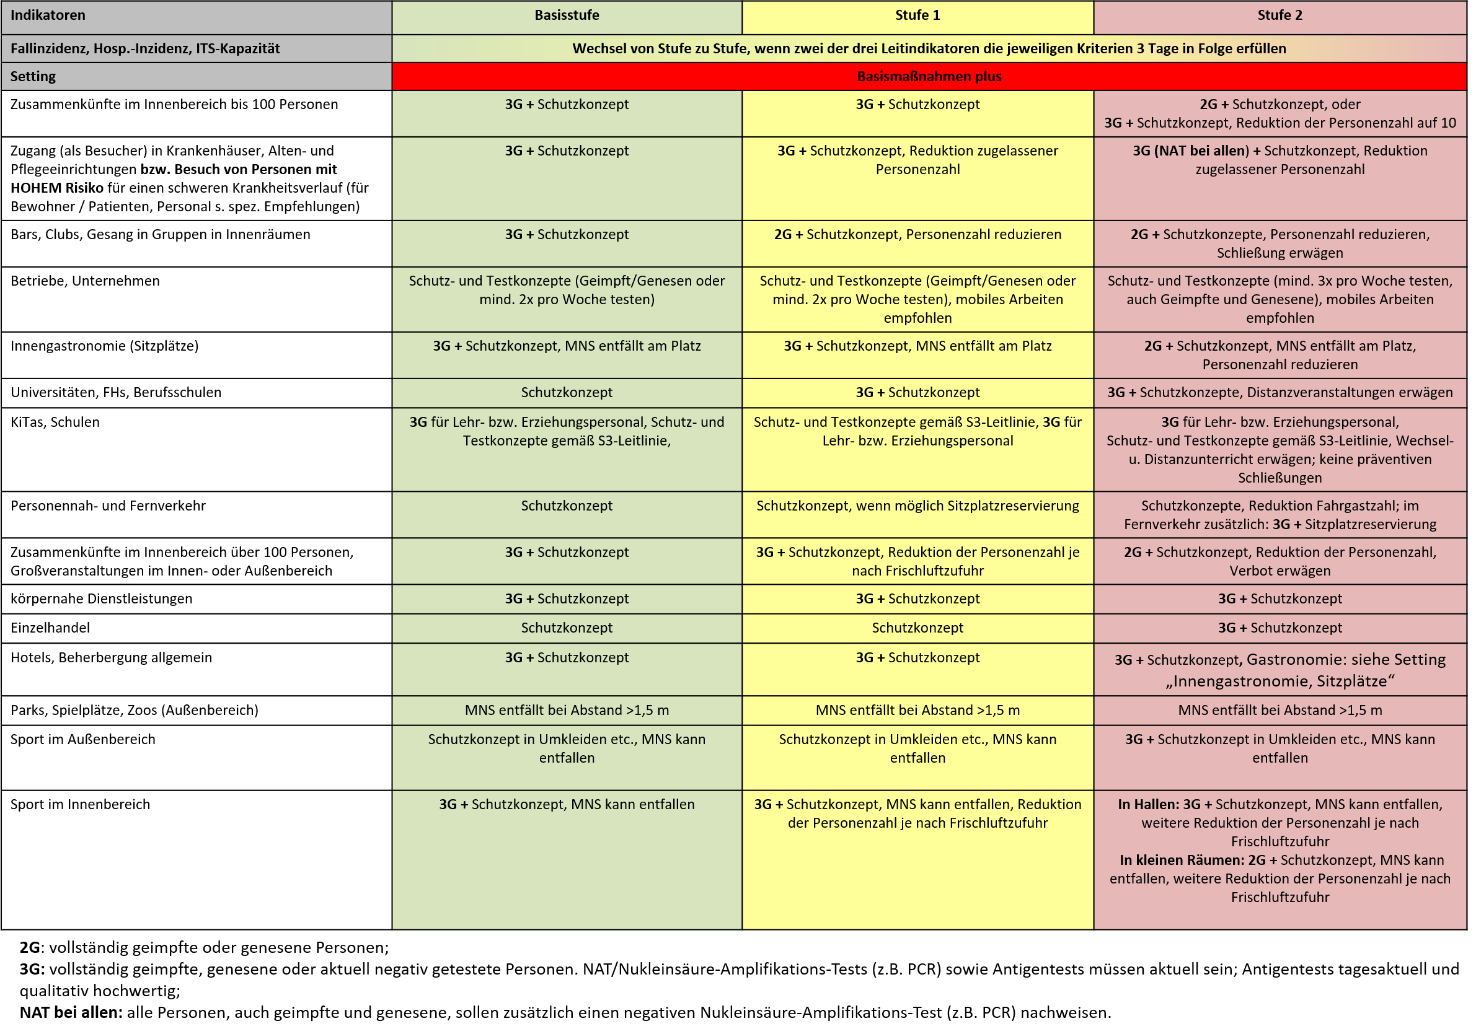 Indikatoren
Basisstufe
Stufe 1
Stufe 2
Fallinzidenz, Hosp.-Inzidenz, ITS-Kapazität
Wechsel von Stufe zu Stufe, wenn zwei der drei Leitindikatoren die jeweiligen Kriterien 3 Tage in Folge erfüllen
Setting
Basismaßnahmen plus
Zusammenkünfte im Innenbereich bis 100 Personen
3G + Schutzkonzept
3G + Schutzkonzept
2G + Schutzkonzept, oder
3G + Schutzkonzept, Reduktion der Personenzahl auf 10
Zugang (als Besucher) in Krankenhäuser, Alten- und
Pflegeeinrichtungen bzw. Besuch von Personen mit
HOHEM Risiko für einen schweren Krankheitsverlauf (für
Bewohner / Patienten, Personal s. spez. Empfehlungen)
3G + Schutzkonzept
3G + Schutzkonzept, Reduktion zugelassener
Personenzahl
3G (NAT bei allen) + Schutzkonzept, Reduktion
zugelassener Personenzahl
Bars, Clubs, Gesang in Gruppen in Innenräumen
3G + Schutzkonzept
2G + Schutzkonzept, Personenzahl reduzieren
2G + Schutzkonzepte, Personenzahl reduzieren,
Schließung erwägen
Betriebe, Unternehmen
Schutz- und Testkonzepte (Geimpft/Genesen oder
mind. 2x pro Woche testen)
Schutz- und Testkonzepte (Geimpft/Genesen oder
mind. 2x pro Woche testen), mobiles Arbeiten
empfohlen
Schutz- und Testkonzepte (mind. 3x pro Woche testen,
auch Geimpfte und Genesene), mobiles Arbeiten
empfohlen
Innengastronomie (Sitzplätze)
3G + Schutzkonzept, MNS entfällt am Platz
3G + Schutzkonzept, MNS entfällt am Platz
2G + Schutzkonzept, MNS entfällt am Platz,
Personenzahl reduzieren
Universitäten, FHs, Berufsschulen
Schutzkonzept
3G + Schutzkonzept
3G + Schutzkonzepte, Distanzveranstaltungen erwägen
KiTas, Schulen
3G für Lehr- bzw. Erziehungspersonal, Schutz- und
Testkonzepte gemäß S3-Leitlinie,
Schutz- und Testkonzepte gemäß S3-Leitlinie, 3G für
Lehr- bzw. Erziehungspersonal
3G für Lehr- bzw. Erziehungspersonal,
Schutz- und Testkonzepte gemäß S3-Leitlinie, Wechsel-
u. Distanzunterricht erwägen; keine präventiven
Schließungen
Personennah- und Fernverkehr
Schutzkonzept
Schutzkonzept, wenn möglich Sitzplatzreservierung
Schutzkonzepte, Reduktion Fahrgastzahl; im
Fernverkehr zusätzlich: 3G + Sitzplatzreservierung
Zusammenkünfte im Innenbereich über 100 Personen,
Großveranstaltungen im Innen- oder Außenbereich
3G + Schutzkonzept
3G + Schutzkonzept, Reduktion der Personenzahl je
nach Frischluftzufuhr
2G + Schutzkonzept, Reduktion der Personenzahl,
Verbot erwägen
körpernahe Dienstleistungen
3G + Schutzkonzept
3G + Schutzkonzept
3G + Schutzkonzept
Einzelhandel
Schutzkonzept
Schutzkonzept
3G + Schutzkonzept
Hotels, Beherbergung allgemein
3G + Schutzkonzept
3G + Schutzkonzept
3G + Schutzkonzept, Gastronomie: siehe Setting
„Innengastronomie, Sitzplätze“
Parks, Spielplätze, Zoos (Außenbereich)
MNS entfällt bei Abstand >1,5 m
MNS entfällt bei Abstand >1,5 m
MNS entfällt bei Abstand >1,5 m
Sport im Außenbereich
Schutzkonzept in Umkleiden etc., MNS kann
entfallen
Schutzkonzept in Umkleiden etc., MNS kann
entfallen
3G + Schutzkonzept in Umkleiden etc., MNS kann
entfallen
Sport im Innenbereich
3G + Schutzkonzept, MNS kann entfallen
3G + Schutzkonzept, MNS kann entfallen, Reduktion
der Personenzahl je nach Frischluftzufuhr
In Hallen: 3G + Schutzkonzept, MNS kann entfallen,
weitere Reduktion der Personenzahl je nach
Frischluftzufuhr
In kleinen Räumen: 2G + Schutzkonzept, MNS kann
entfallen, weitere Reduktion der Personenzahl je nach
Frischluftzufuhr
2G: vollständig geimpfte oder genesene Personen;
3G: vollständig geimpfte, genesene oder aktuell negativ getestete Personen. NAT/Nukleinsäure-Amplifikations-Tests (z.B. PCR) sowie Antigentests müssen aktuell sein; Antigentests tagesaktuell und
qualitativ hochwertig;
NAT bei allen: alle Personen, auch geimpfte und genesene, sollen zusätzlich einen negativen Nukleinsäure-Amplifikations-Test (z.B. PCR) nachweisen.